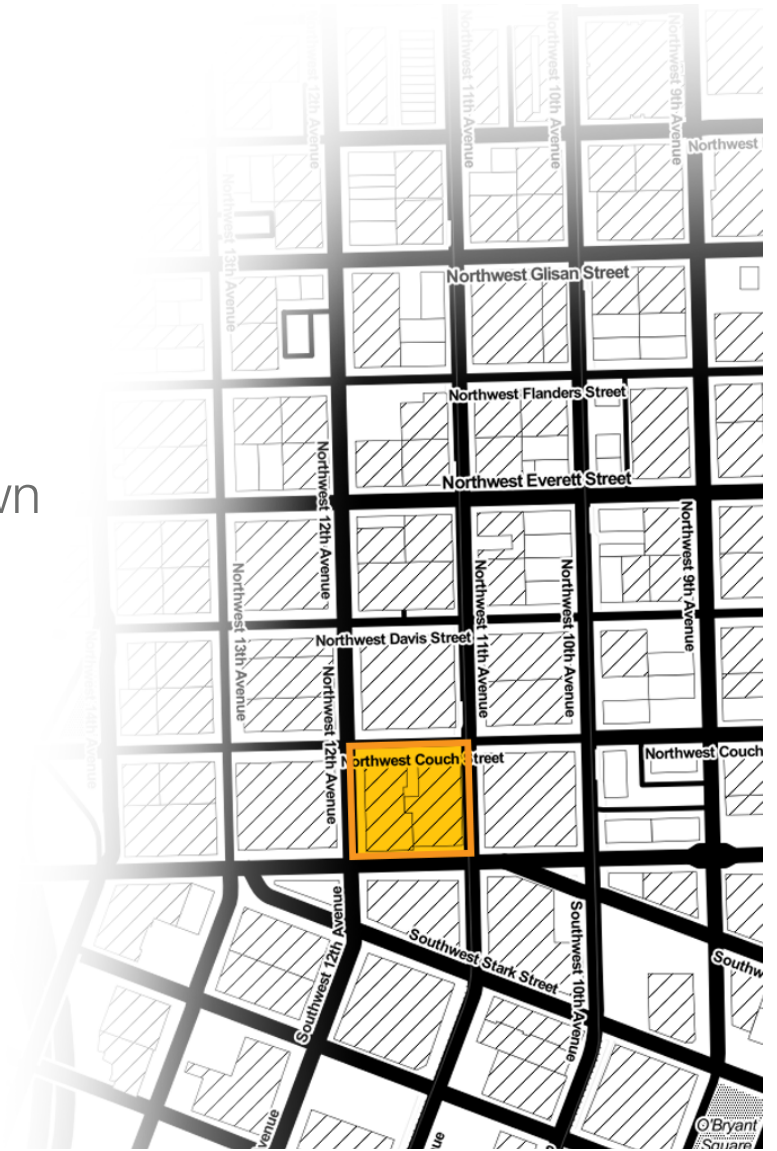 Northwest 12th Avenue
Northwest 11th Avenue
Northwest 10th Avenue
Northwest 9th Avenue
Northwest
Northwest 13th Avenue
Northwest Glisan Street
Northwest Flanders Street
Northwest Everett Street
wn
Northwest 12th Avenue
Northwest 9th Avenue
Northwest 13th Avenue
Northwest 11th Avenue
Northwest 10th Avenue
Northwest Davis Street
Northwest 12th Avenue
Northwest Couch Street
Northwest Couch
Southwest 12th Avenue
Southwest Stark Street
Southwest 10th Avenue
Southw
venue
ue
O'Bryant
Square